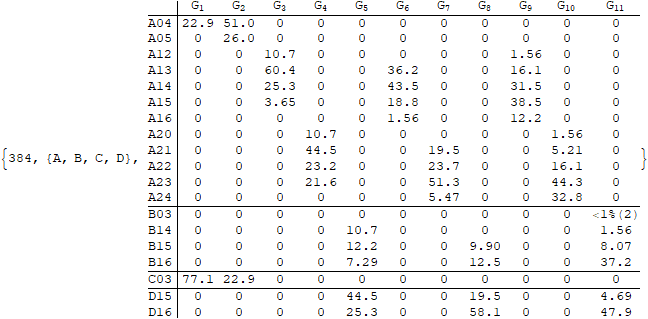 G1 G2 G3 G4 G5 G6 G7 G8 G9 G10 G11
A04 22.9 51.0 0 0 0 0 0 0 0 0 0
A05 0 26.0 0 0 0 0 0 0 0 0 0
A12 0 0 10.7 0 0 0 0 0 1.56 0 0
A13 0 0 60.4 0 0 36.2 0 0 16.1 0 0
A14 0 0 25.3 0 0 43.5 0 0 31.5 0 0
A15 0 0 3.65 0 0 18.8 0 0 38.5 0 0
A16 0 0 0 0 0 1.56 0 0 12.2 0 0
A20 0 0 0 10.7 0 0 0 0 0 1.56 0
A21 0 0 0 44.5 0 0 19.5 0 0 5.21 0
{384, {A, B, C, D}, A22 0 0 0 23.2 0 0 23.7 0 0 16.1 0 }
A23 0 0 0 21.6 0 0 51.3 0 0 44.3 0
A24 0 0 0 0 0 0 5.47 0 0 32.8 0
B03 0 0 0 0 0 0 0 0 0 0 <1%(2)
B14 0 0 0 0 10.7 0 0 0 0 0 1.56
B15 0 0 0 0 12.2 0 0 9.90 0 0 8.07
B16 0 0 0 0 7.29 0 0 12.5 0 0 37.2
C03 77.1 22.9 0 0 0 0 0 0 0 0 0
D15 0 0 0 0 44.5 0 0 19.5 0 0 4.69
D16 0 0 0 0 25.3 0 0 58.1 0 0 47.9